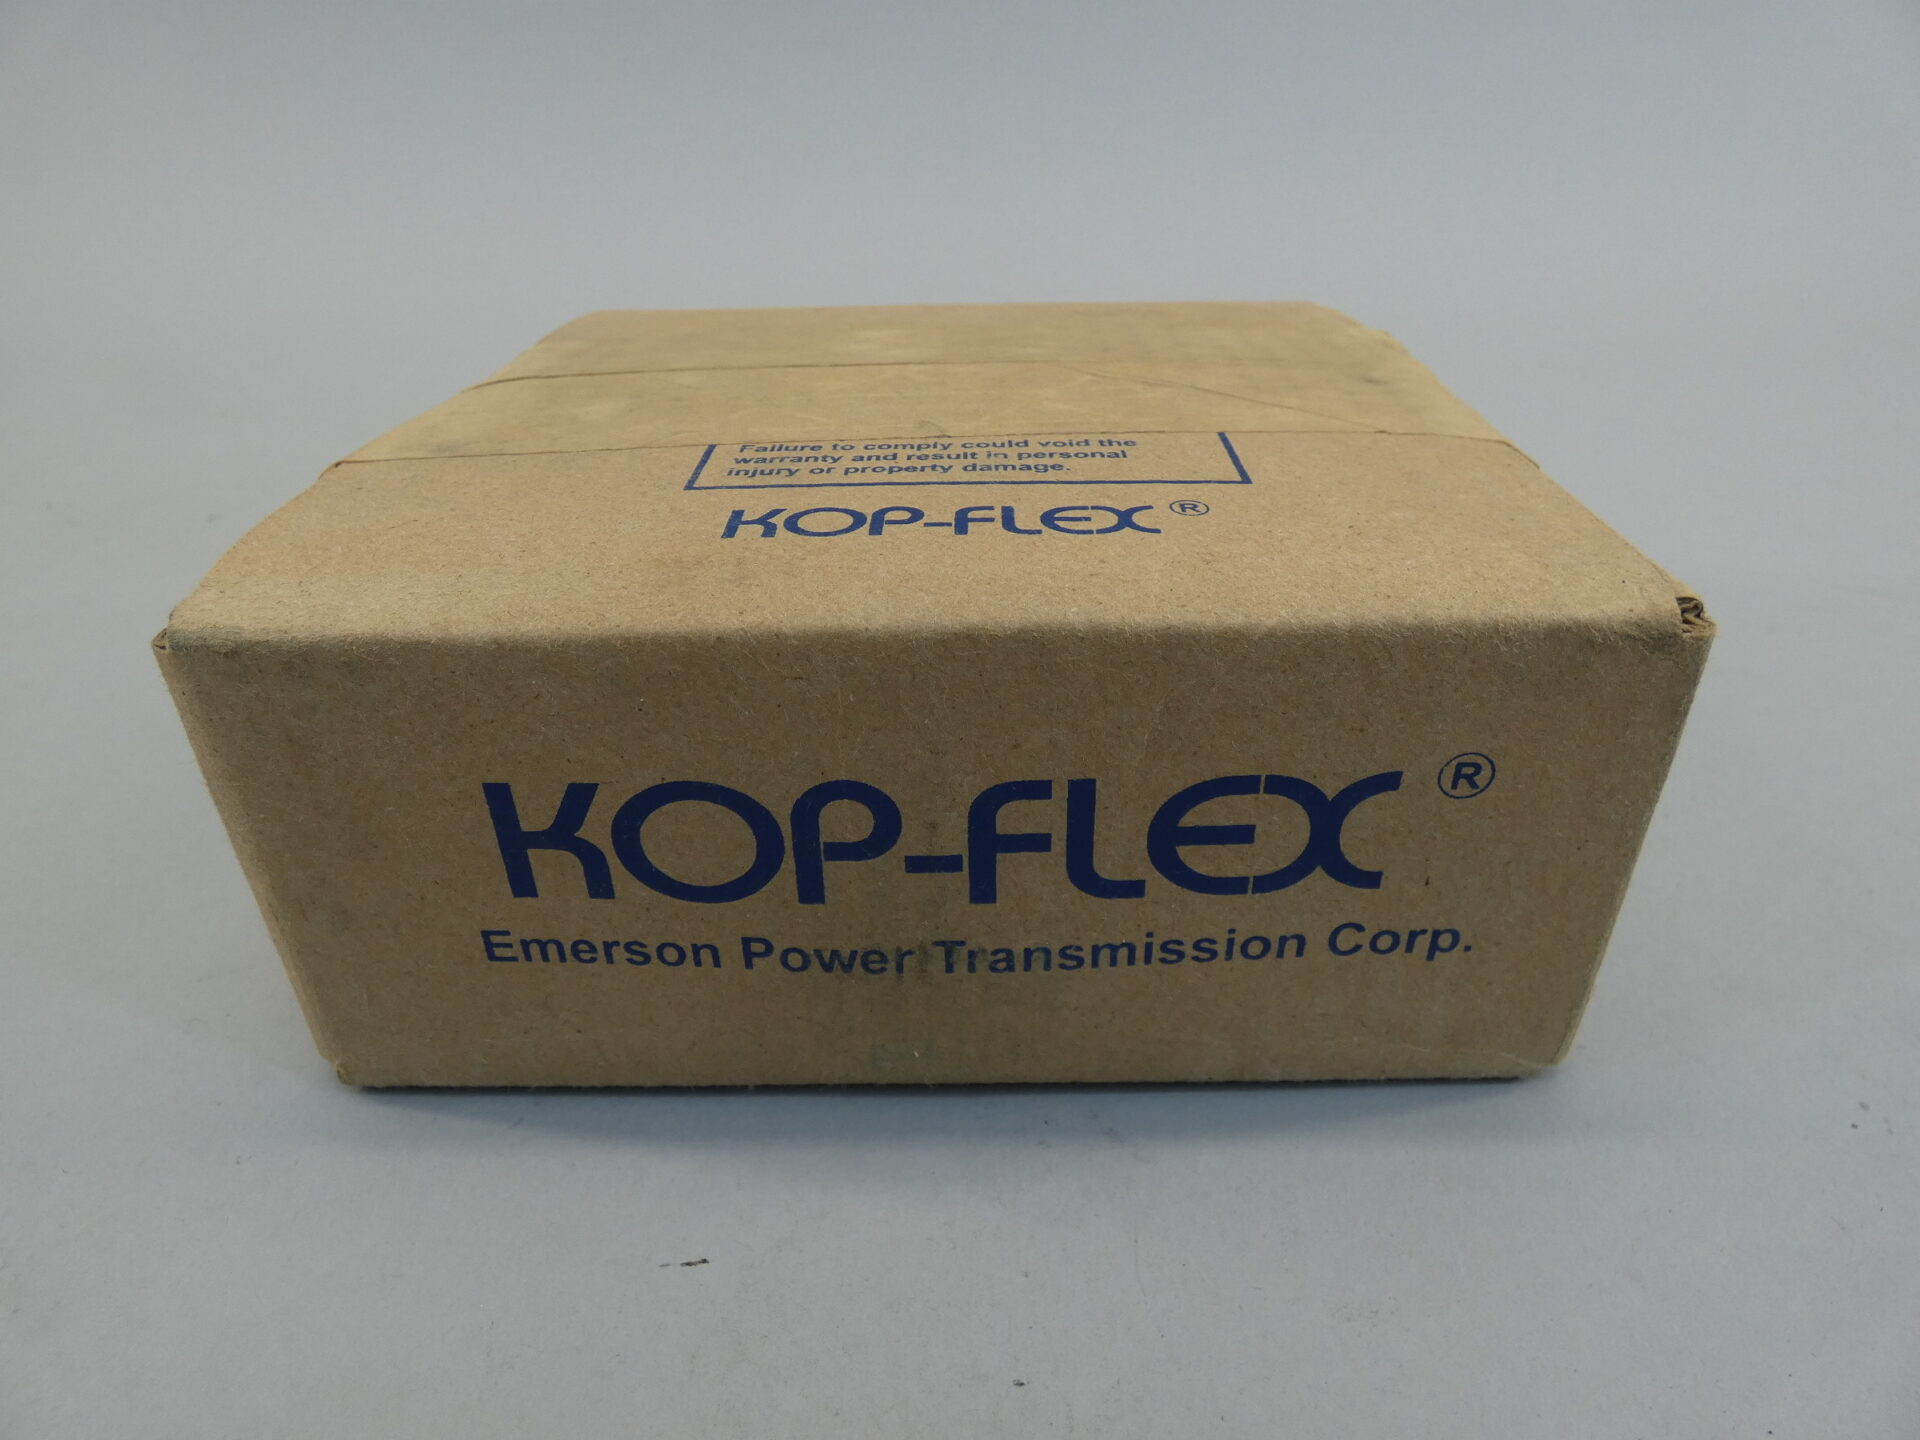 Failure to comply could void the
warranty and result in personal
injury or property damage.
KOP-FLEX®
KOP-FLEX®
Emerson Power Transmission Corp.